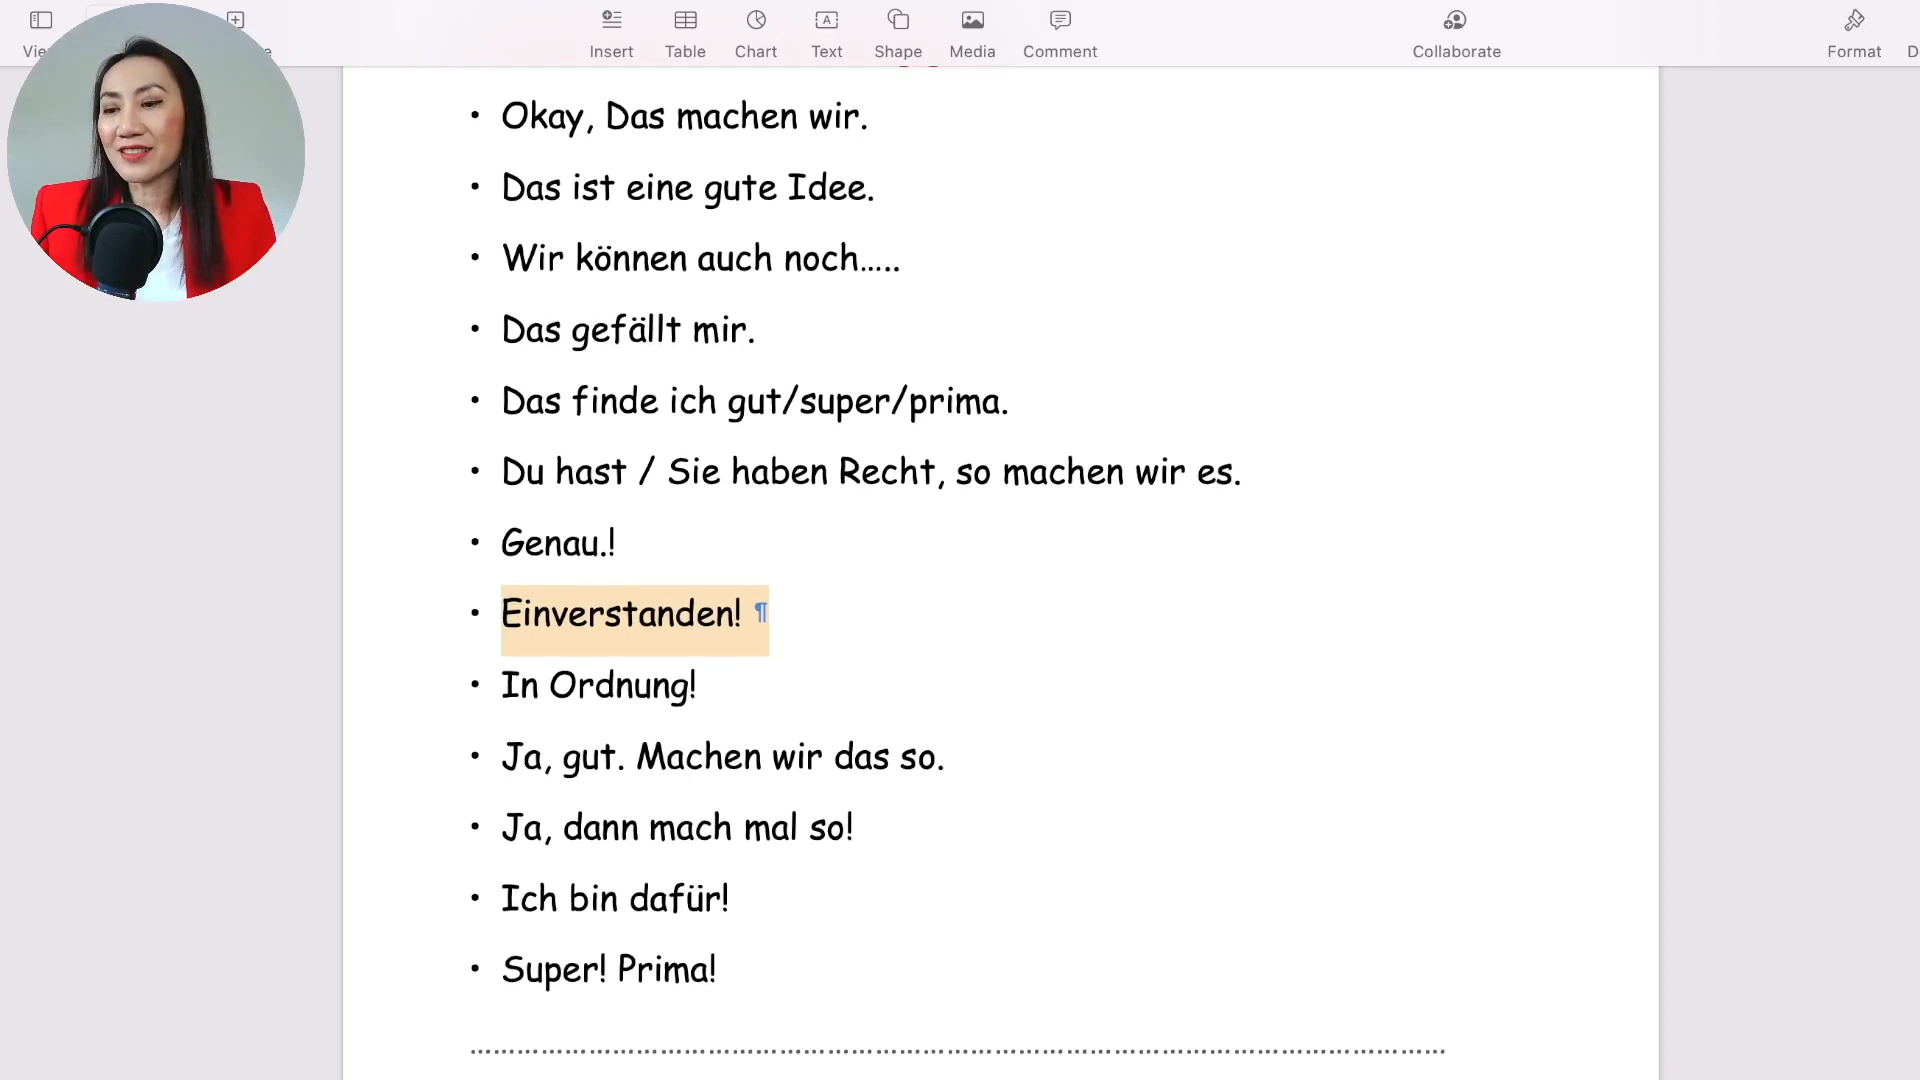 Insert
Table
Chart
Text
Shape
Media
Comment
Collaborate
Format
• Okay, Das machen wir.
• Das ist eine gute Idee.
• Wir können auch noch.....
• Das gefällt mir.
• Das finde ich gut/super/prima.
• Du hast / Sie haben Recht, so machen wir es.
• Genau.!
• Einverstanden! ¶
• In Ordnung!
• Ja, gut. Machen wir das so.
• Ja, dann mach mal so!
• Ich bin dafür!
• Super! Prima!